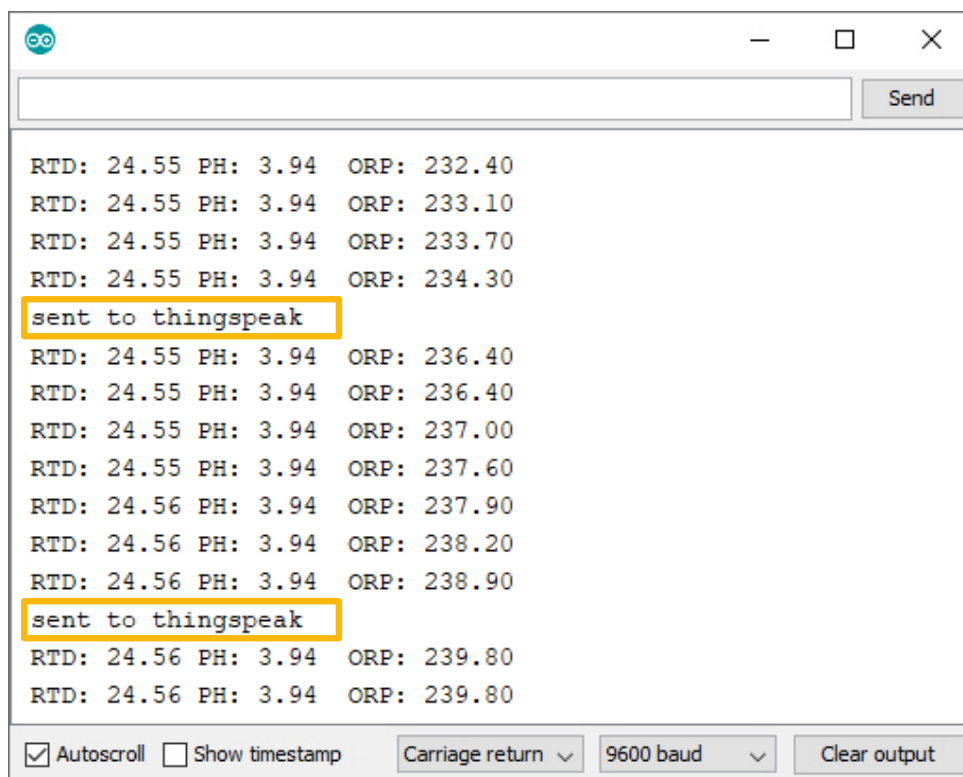 Send
RTD: 24.55 PH: 3.94  ORP: 232.40
RTD: 24.55 PH: 3.94  ORP: 233.10
RTD: 24.55 PH: 3.94  ORP: 233.70
RTD: 24.55 PH: 3.94  ORP: 234.30
sent to thingspeak
RTD: 24.55 PH: 3.94  ORP: 236.40
RTD: 24.55 PH: 3.94  ORP: 236.40
RTD: 24.55 PH: 3.94  ORP: 237.00
RTD: 24.55 PH: 3.94  ORP: 237.60
RTD: 24.56 PH: 3.94  ORP: 237.90
RTD: 24.56 PH: 3.94  ORP: 238.20
RTD: 24.56 PH: 3.94  ORP: 238.90
sent to thingspeak
RTD: 24.56 PH: 3.94  ORP: 239.80
RTD: 24.56 PH: 3.94  ORP: 239.80
Autoscroll Show timestamp Carriage return 9600 baud Clear output